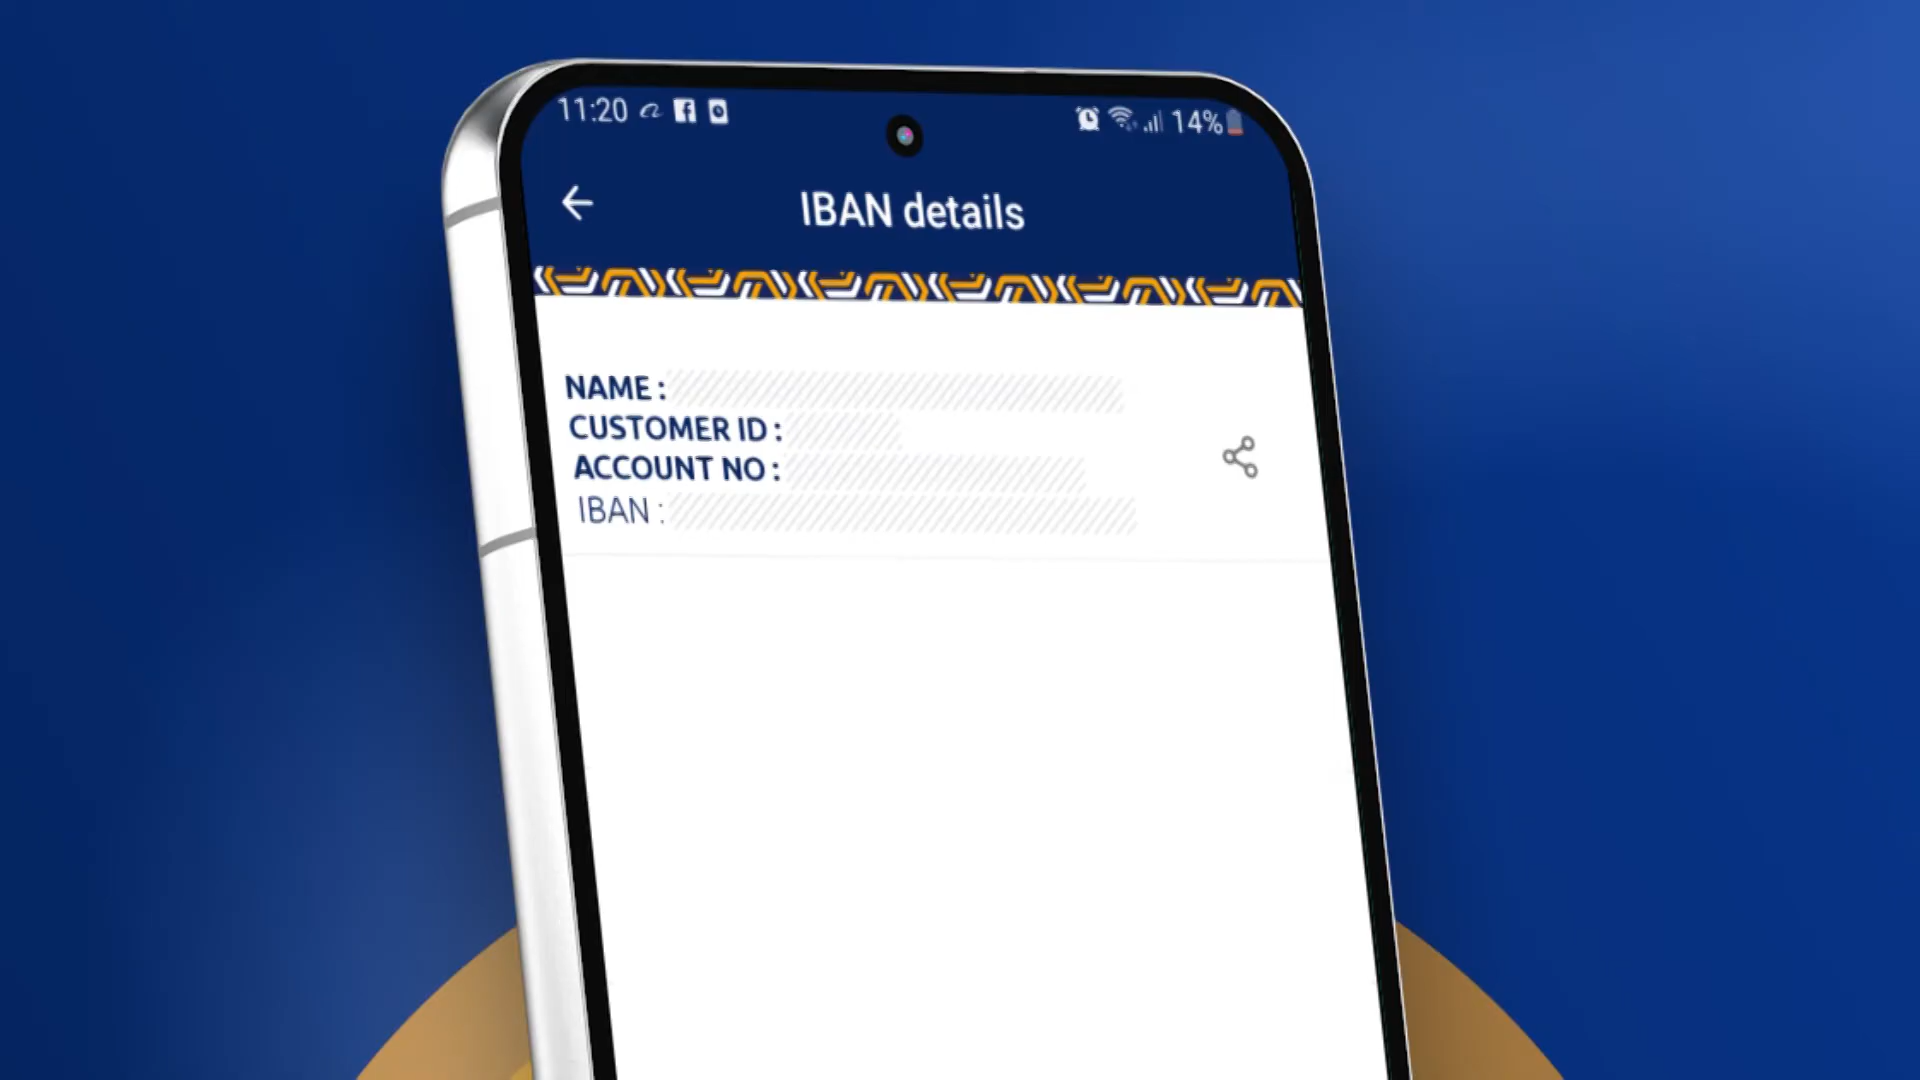 11:20
14%
IBAN details
NAME :
CUSTOMER ID :
ACCOUNT NO :
IBAN :